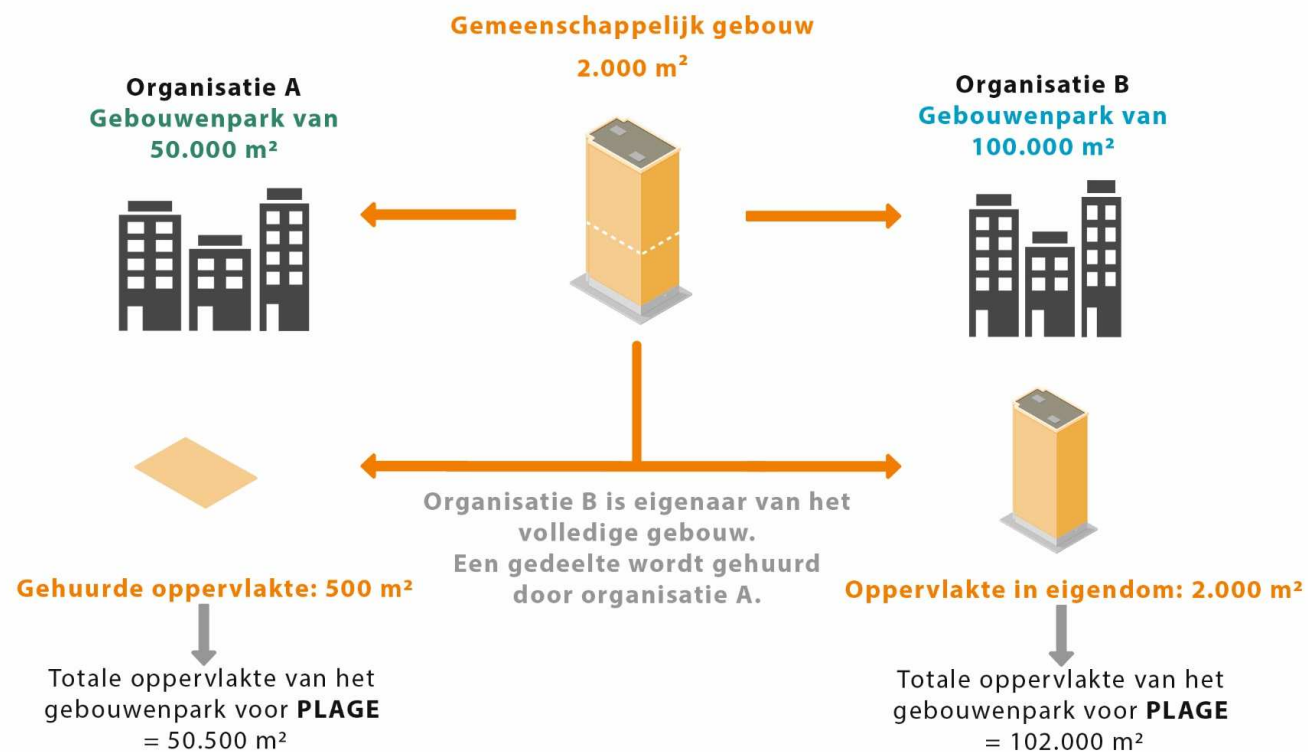 Gemeenschappelijk gebouw
2.000 m²
Organisatie A
Gebouwenpark van
50.000 m²
Organisatie B
Gebouwenpark van
100.000 m²
Organisatie B is eigenaar van het
volledige gebouw.
Een gedeelte wordt gehuurd
door organisatie A.
Gehuurde oppervlakte: 500 m²
Oppervlakte in eigendom: 2.000 m²
Totale oppervlakte van het
gebouwenpark voor PLAGE
= 50.500 m²
Totale oppervlakte van het
gebouwenpark voor PLAGE
= 102.000 m²